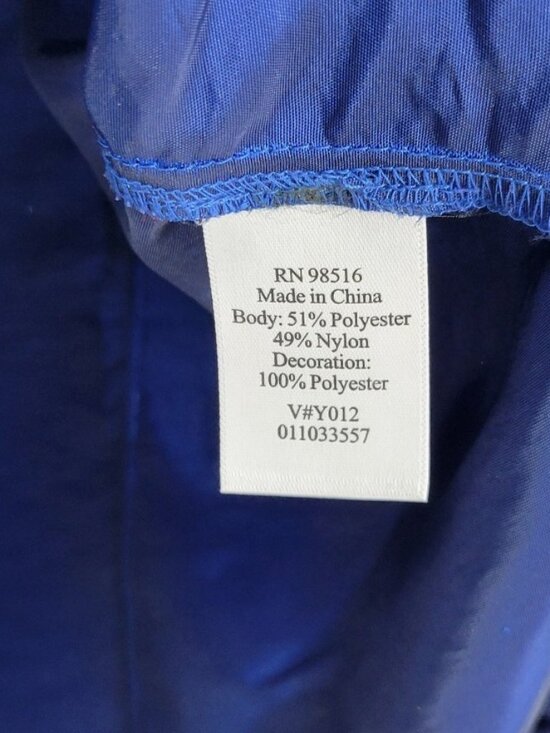 RN 98516
Made in China
Body: 51% Polyester
49% Nylon
Decoration:
100% Polyester
V#Y012
011033557